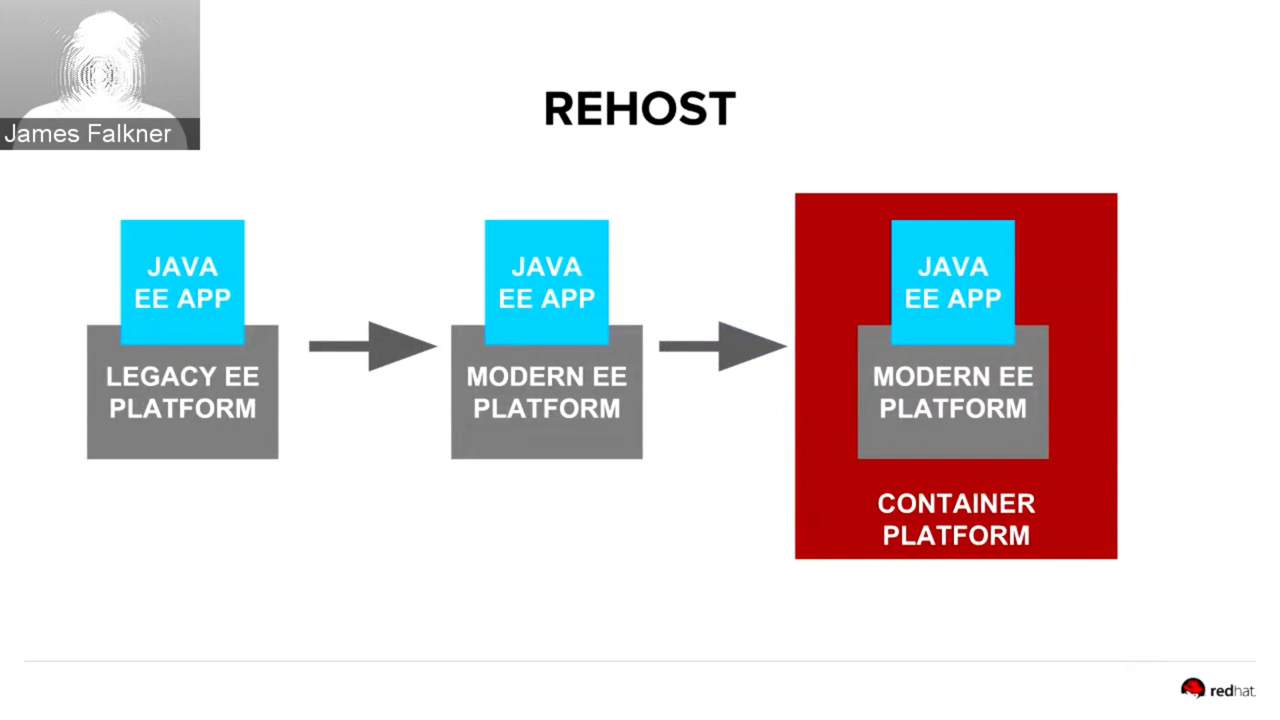 James Falkner
REHOST
JAVA
EE APP
LEGACY EE
PLATFORM
JAVA
EE APP
MODERN EE
PLATFORM
JAVA
EE APP
MODERN EE
PLATFORM
CONTAINER
PLATFORM
redhat.